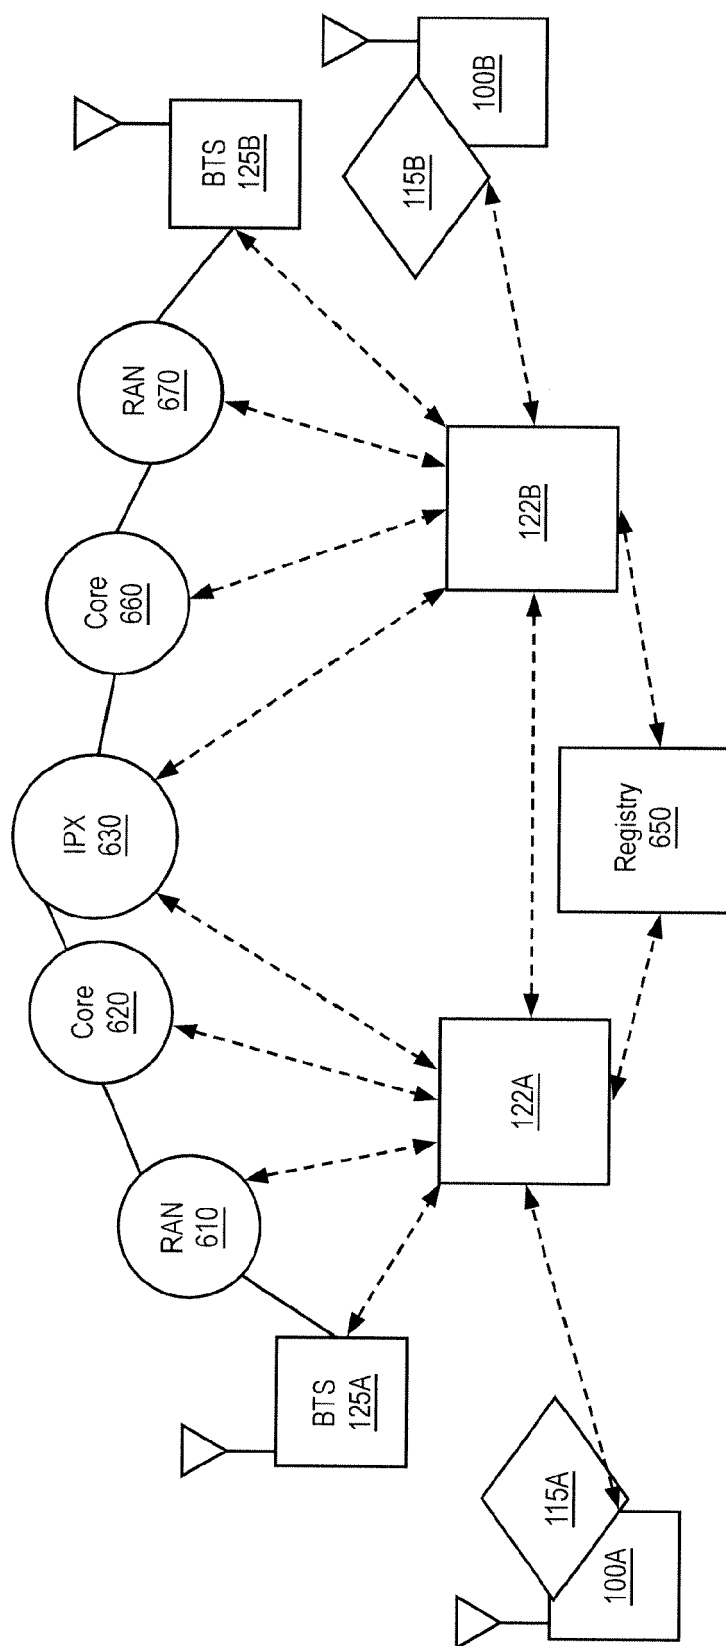 IPX
630
Core
620
Core
660
RAN
610
RAN
670
BTS
125A
BTS
125B
115A
100A
115B
100B
122A
122B
Registry
650